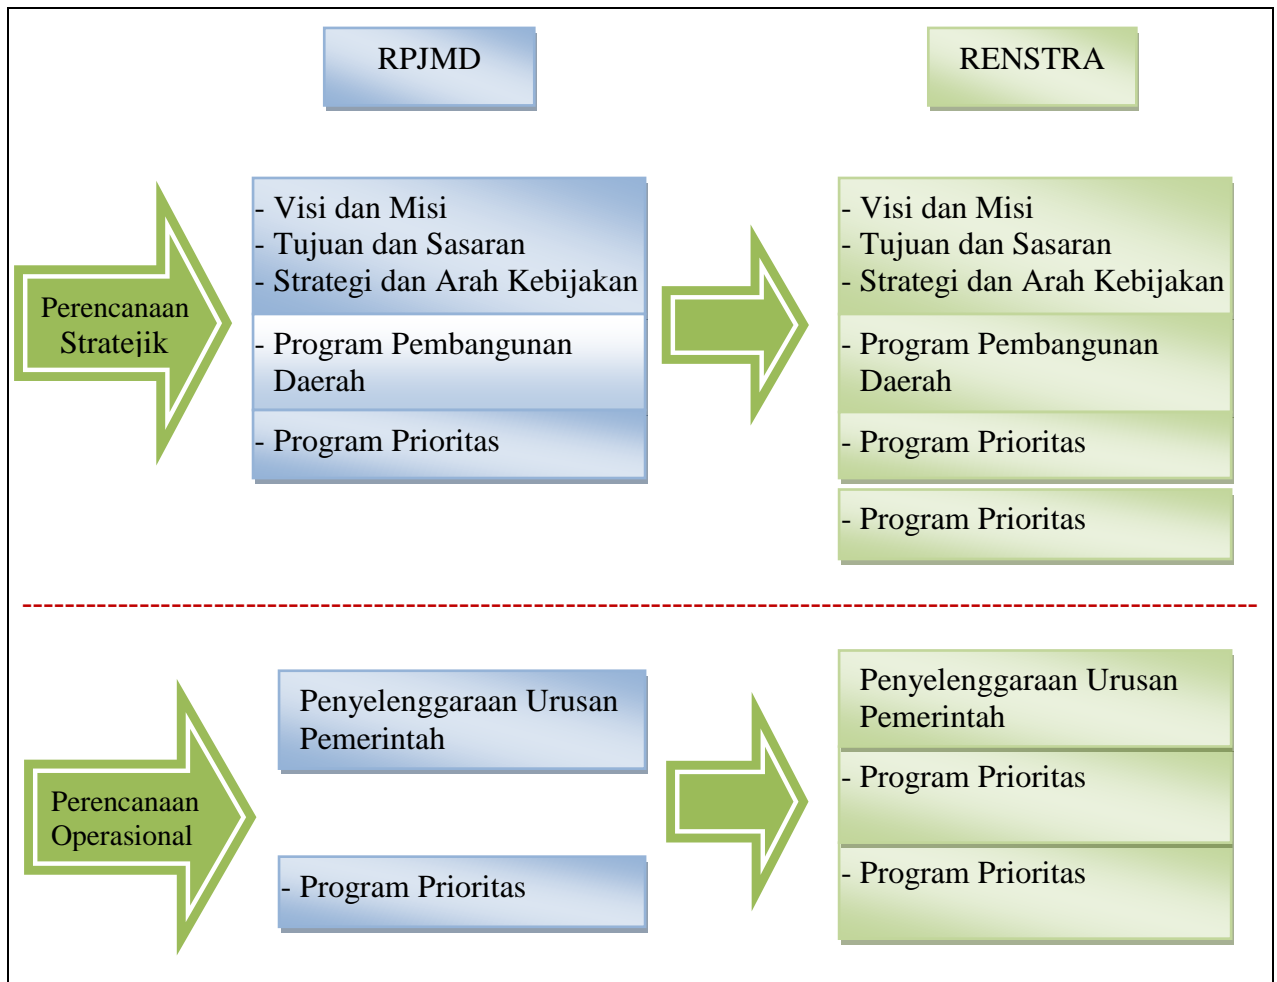 RPJMD
RENSTRA
Perencanaan
Stratejik
- Visi dan Misi
- Tujuan dan Sasaran
- Strategi dan Arah Kebijakan
- Program Pembangunan
Daerah
- Program Prioritas
- Visi dan Misi
- Tujuan dan Sasaran
- Strategi dan Arah Kebijakan
- Program Pembangunan
Daerah
- Program Prioritas
- Program Prioritas
Perencanaan
Operasional
Penyelenggaraan Urusan
Pemerintah
- Program Prioritas
Penyelenggaraan Urusan
Pemerintah
- Program Prioritas
- Program Prioritas